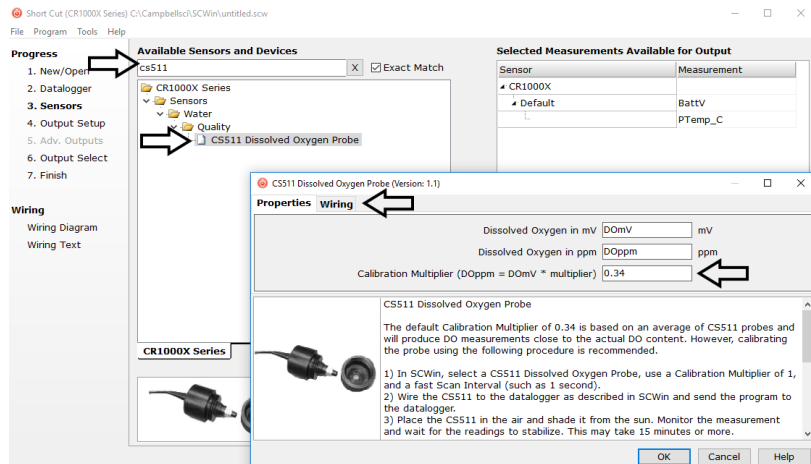 Short Cut (CR1000X Series) C:\Campbellsci\SCWin\untitled.scw
File Program Tools Help
Progress
1. New/Open
2. Datalogger
3. Sensors
4. Output Setup
5. Adv. Outputs
6. Output Select
7. Finish
Wiring
Wiring Diagram
Wiring Text
Available Sensors and Devices
cs511 X Exact Match
CR1000X Series
Sensors
Water
Quality
CS511 Dissolved Oxygen Probe
CR1000X Series
Selected Measurements Available for Output
Sensor Measurement
CR1000X
Default BattV
PTemp_C
CS511 Dissolved Oxygen Probe (Version: 1.1)
Properties Wiring
Dissolved Oxygen in mV DOmV mV
Dissolved Oxygen in ppm DOppm ppm
Calibration Multiplier (DOppm = DOmV * multiplier) 0.34
CS511 Dissolved Oxygen Probe
The default Calibration Multiplier of 0.34 is based on an average of CS511 probes and
will produce DO measurements close to the actual DO content. However, calibrating
the probe using the following procedure is recommended.
1) In SCWin, select a CS511 Dissolved Oxygen Probe, use a Calibration Multiplier of 1,
and a fast Scan Interval (such as 1 second).
2) Wire the CS511 to the datalogger as described in SCWin and send the program to
the datalogger.
3) Place the CS511 in the air and shade it from the sun. Monitor the measurement
and wait for the readings to stabilize. This may take 15 minutes or more.
OK Cancel Help